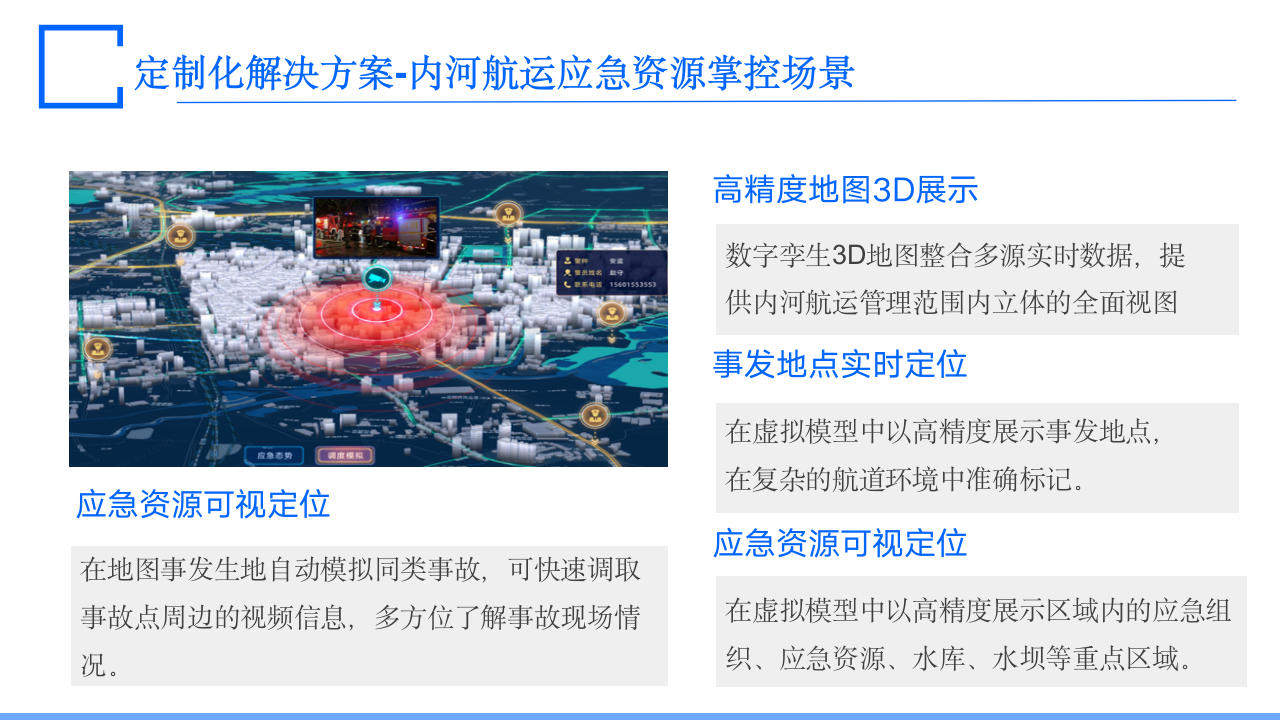 定制化解决方案-内河航运应急资源掌控场景
警种 安监
警员姓名 赵守
联系电话 15601553553
应急态势
调度模拟
应急资源可视定位
在地图事发生地自动模拟同类事故，可快速调取
事故点周边的视频信息，多方位了解事故现场情
况。
高精度地图3D展示
数字孪生3D地图整合多源实时数据，提
供内河航运管理范围内立体的全面视图
事发地点实时定位
在虚拟模型中以高精度展示事发地点，
在复杂的航道环境中准确标记。
应急资源可视定位
在虚拟模型中以高精度展示区域内的应急组
织、应急资源、水库、水坝等重点区域。